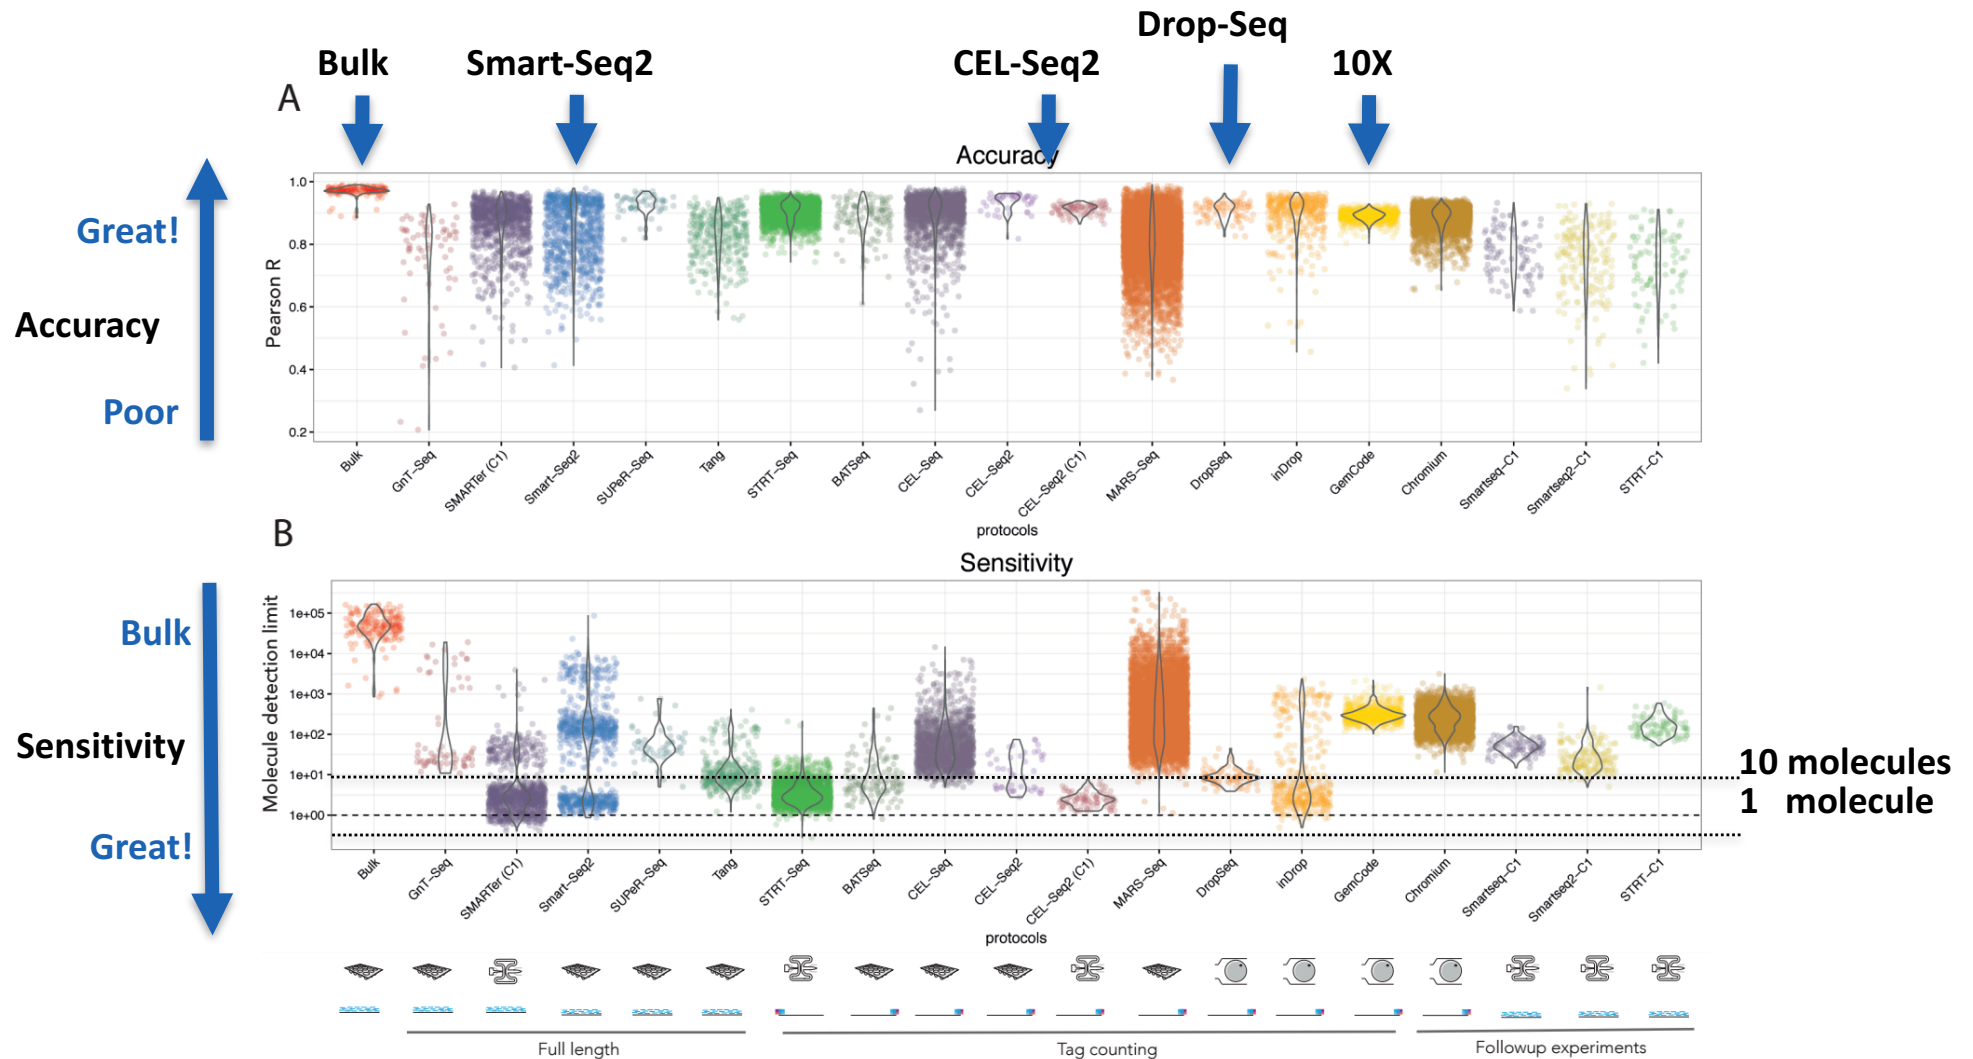 Drop-Seq
Bulk
Smart-Seq2
CEL-Seq2
10X
A
Accuracy
Great!
Accuracy
Poor
Pearson R
1.0
0.8
0.6
0.4
0.2
Bulk
GnT-Seq
SMARTer (C1)
Smart-Seq2
SUPeR-Seq
Tang
STRT-Seq
BATSeq
CEL-Seq
CEL-Seq2
CEL-Seq2 (C1)
MARS-Seq
DropSeq
inDrop
GemCode
Chromium
Smartseq-C1
Smartseq2-C1
STRT-C1
protocols
B
Sensitivity
Bulk
Sensitivity
Great!
Molecule detection limit
1e+05
1e+04
1e+03
1e+02
1e+01
1e+00
10 molecules
1 molecule
Bulk
GnT-Seq
SMARTer (C1)
Smart-Seq2
SUPeR-Seq
Tang
STRT-Seq
BATSeq
CEL-Seq
CEL-Seq2
CEL-Seq2 (C1)
MARS-Seq
DropSeq
inDrop
GemCode
Chromium
Smartseq-C1
Smartseq2-C1
STRT-C1
protocols
Full length
Tag counting
Followup experiments